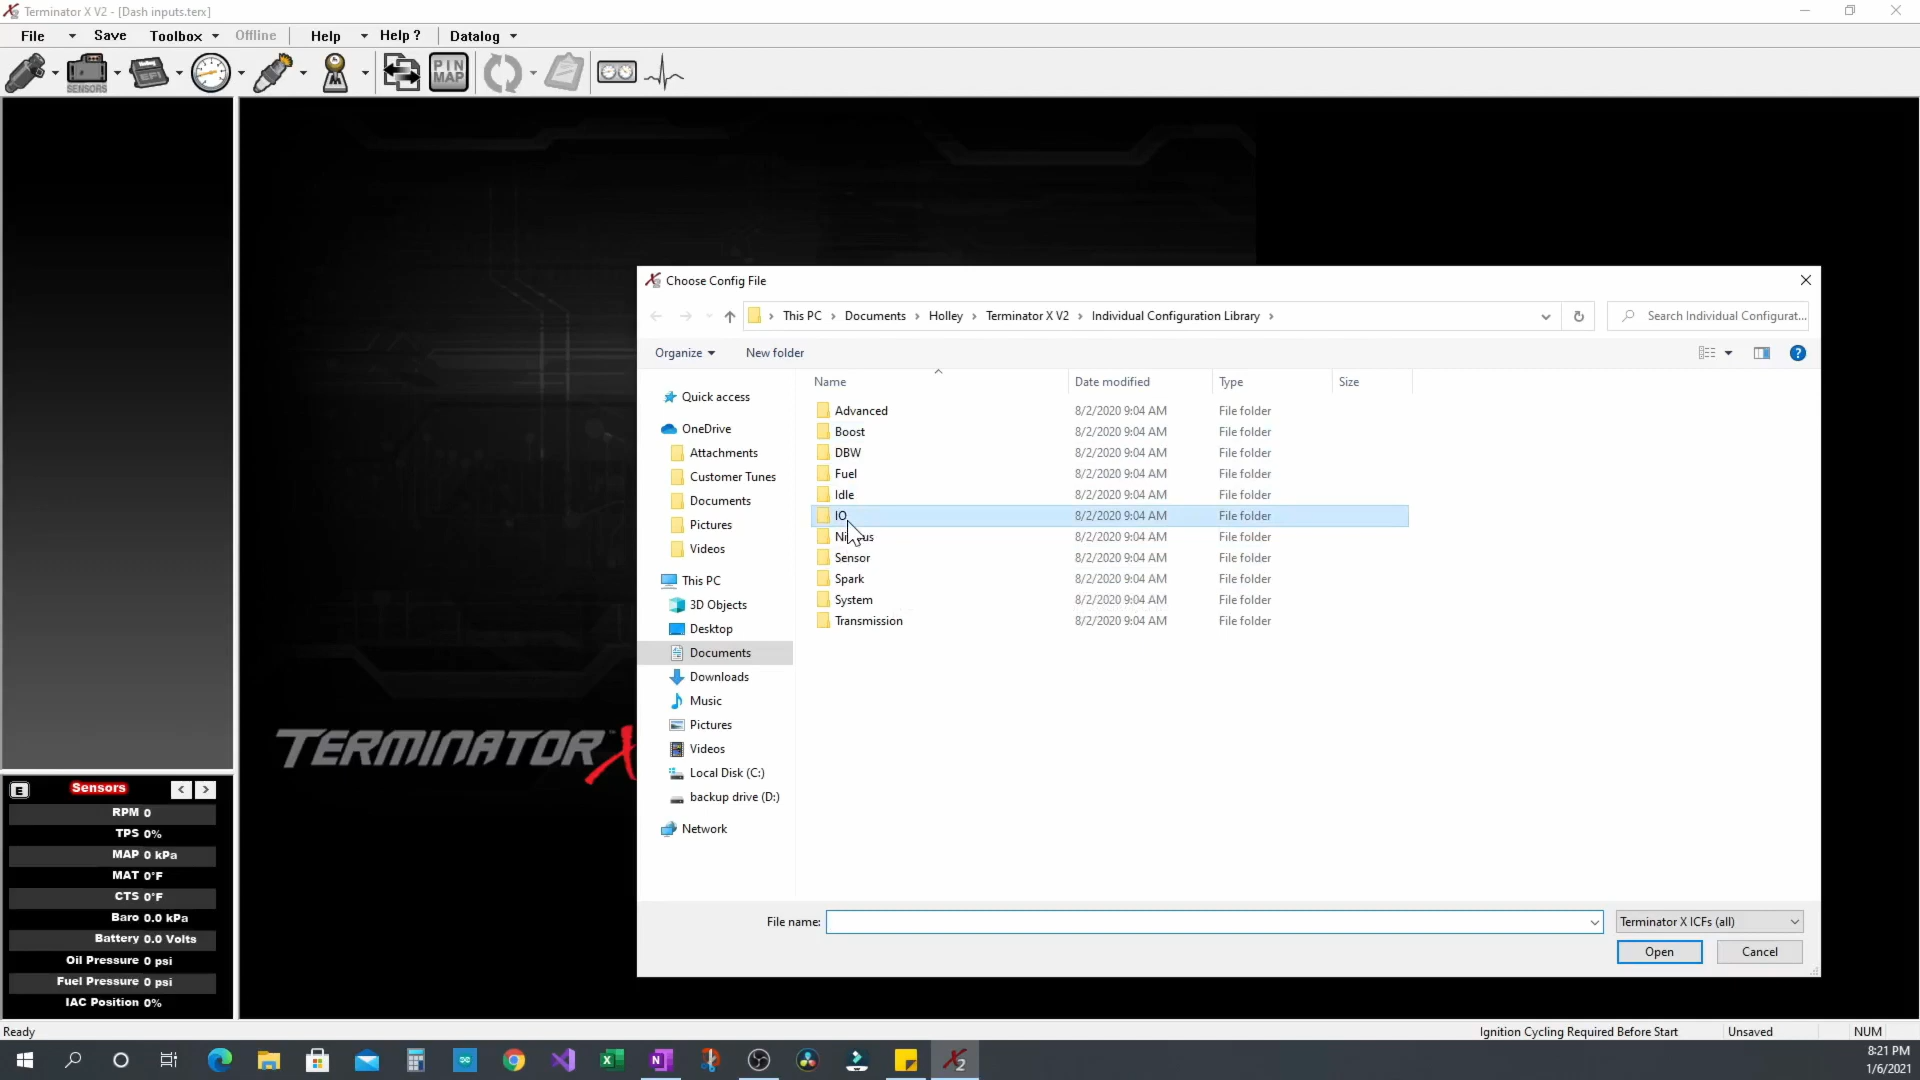 Terminator X V2 - [Dash inputs.terx]
File Save Toolbox Offline Help Help ? Datalog
SENSORS EFI M PIN MAP
Choose Config File
This PC Documents Holley Terminator X V2 Individual Configuration Library
Search Individual Configurat...
Organize New folder
Name Date modified Type Size
Quick access
OneDrive
Attachments
Customer Tunes
Documents
Pictures
Videos
This PC
3D Objects
Desktop
Documents
Downloads
Music
Pictures
Videos
Local Disk (C:)
backup drive (D:)
Network
Advanced 8/2/2020 9:04 AM File folder
Boost 8/2/2020 9:04 AM File folder
DBW 8/2/2020 9:04 AM File folder
Fuel 8/2/2020 9:04 AM File folder
Idle 8/2/2020 9:04 AM File folder
IO 8/2/2020 9:04 AM File folder
8/2/2020 9:04 AM File folder
Sensor 8/2/2020 9:04 AM File folder
Spark 8/2/2020 9:04 AM File folder
System 8/2/2020 9:04 AM File folder
Transmission 8/2/2020 9:04 AM File folder
File name: Terminator X ICFs (all)
Open Cancel
TERMINATOR X
E Sensors < >
RPM 0
TPS 0%
MAP 0 kPa
MAT 0°F
CTS 0°F
Baro 0.0 kPa
Battery 0.0 Volts
Oil Pressure 0 psi
Fuel Pressure 0 psi
IAC Position 0%
Ready Ignition Cycling Required Before Start Unsaved NUM
8:21 PM
1/6/2021